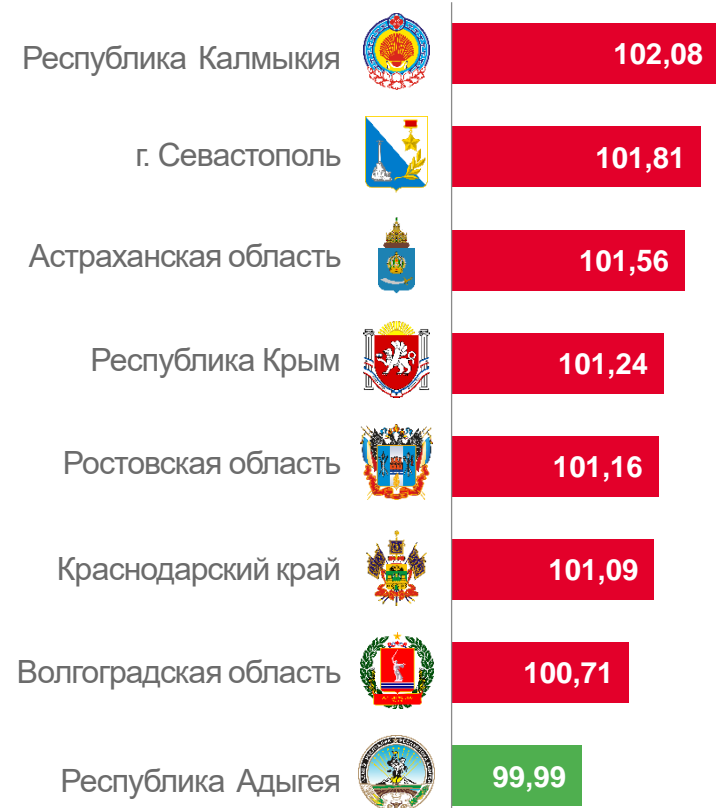 Республика Калмыкия 102,08
г. Севастополь 101,81
Астраханская область 101,56
Республика Крым 101,24
Ростовская область 101,16
Краснодарский край 101,09
Волгоградская область 100,71
Республика Адыгея 99,99